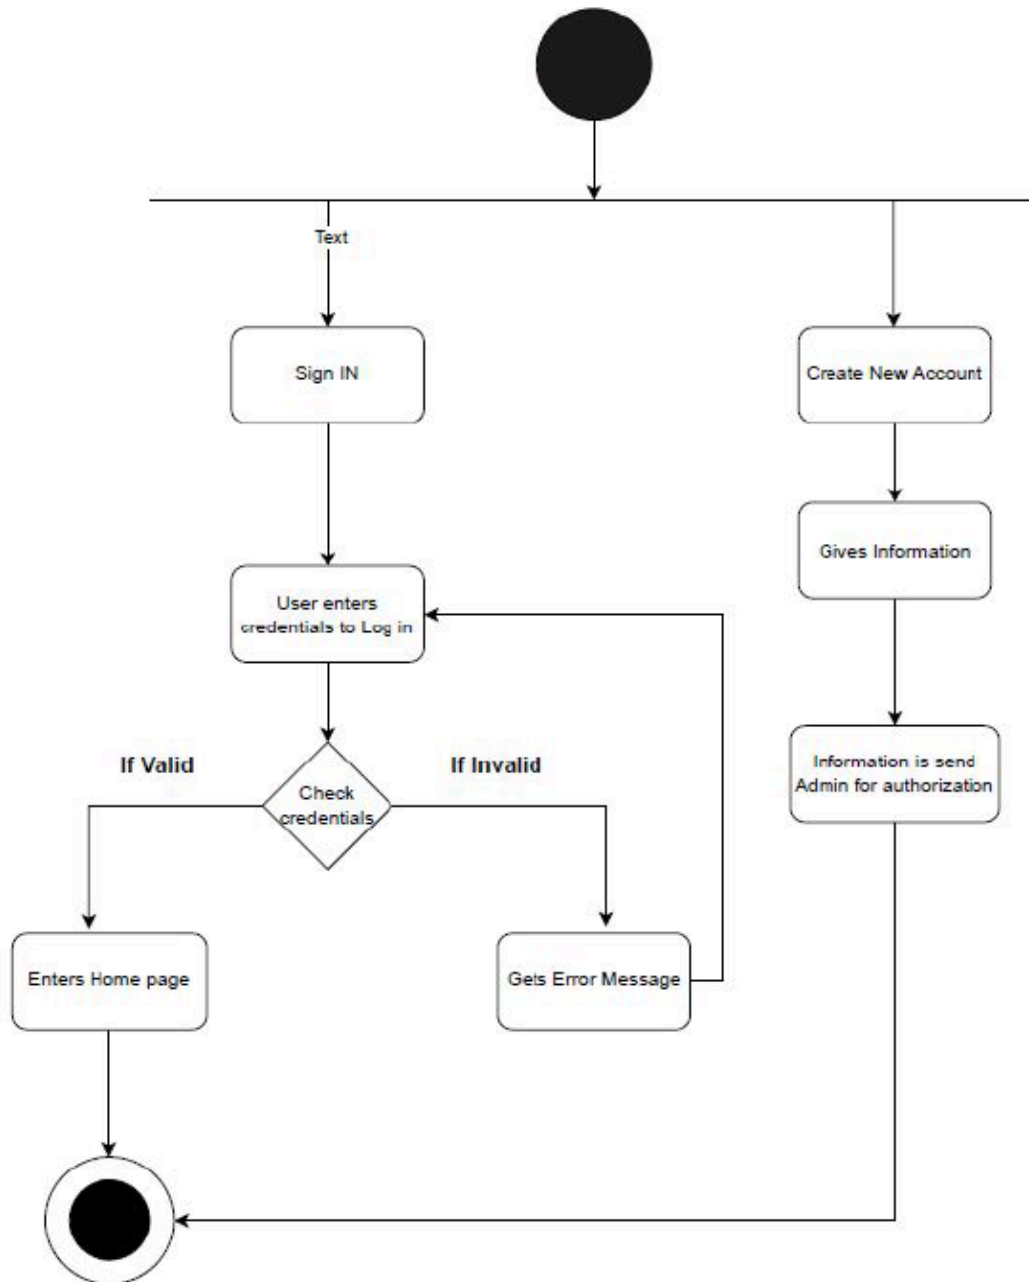 Text
Sign IN
Create New Account
Gives Information
User enters
credentials to Log in
If Valid
If Invalid
Check
credentials
Information is send
Admin for authorization
Enters Home page
Gets Error Message